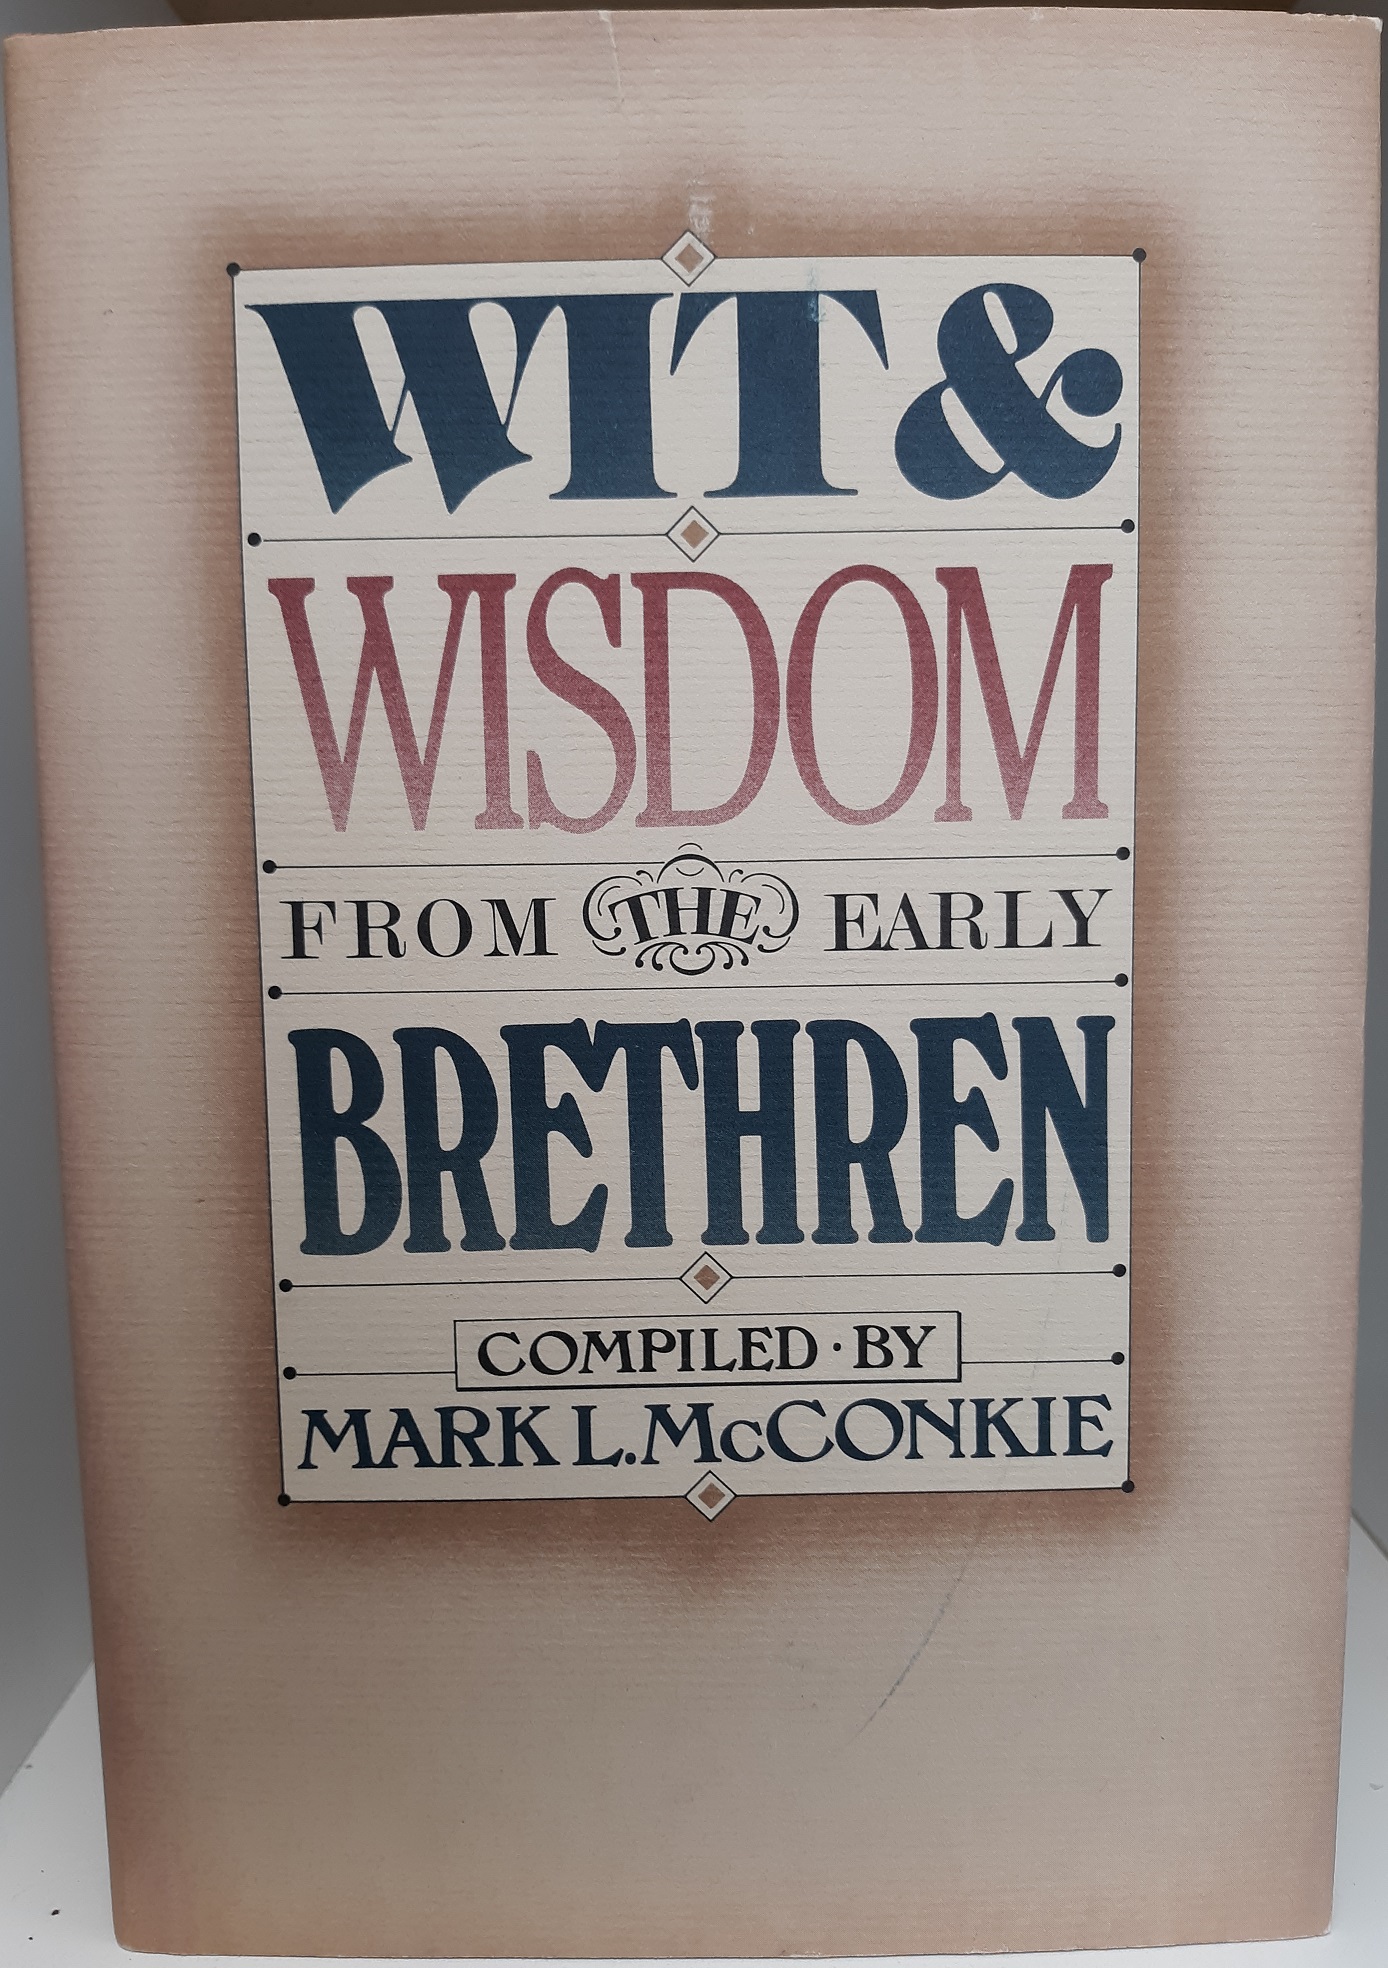 WIT &
WISDOM
FROM THE EARLY
BRETHREN
COMPILED · BY
MARK L. McCONKIE